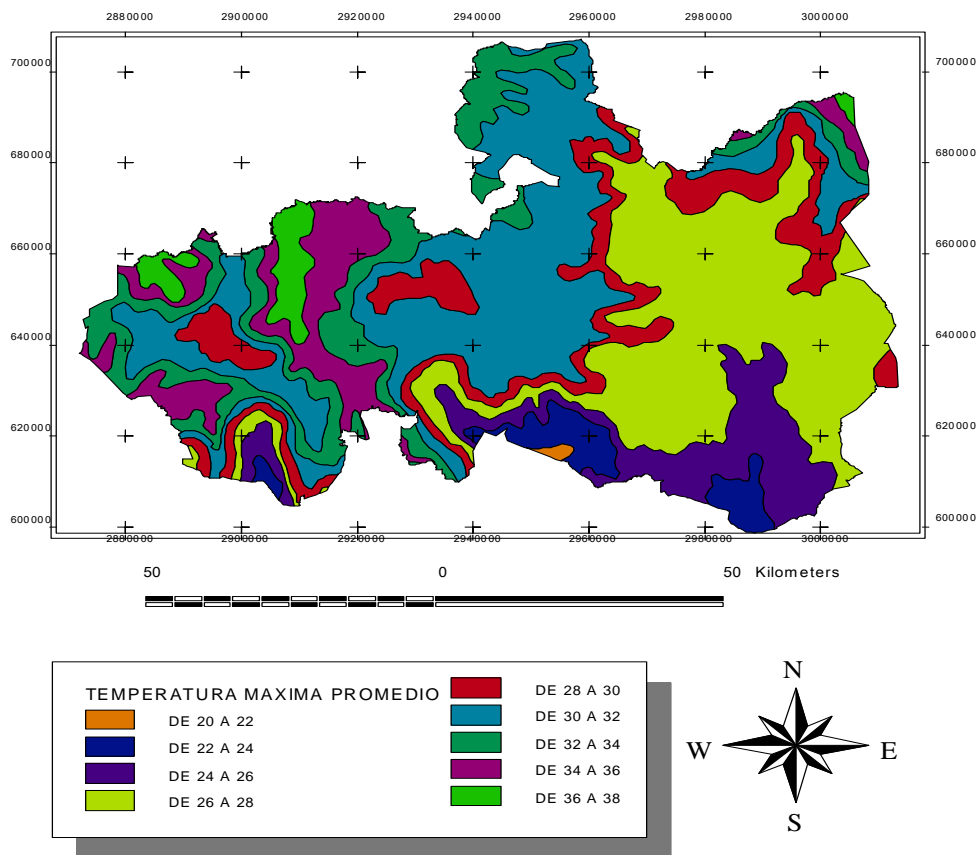 2880000 2900000 2920000 2940000 2960000 2980000 3000000
700000 700000
680000 680000
660000 660000
640000 640000
620000 620000
600000 600000
2880000 2900000 2920000 2940000 2960000 2980000 3000000
50 0 50 Kilometers
TEMPERATURA MAXIMA PROMEDIO
DE 20 A 22
DE 22 A 24
DE 24 A 26
DE 26 A 28
DE 28 A 30
DE 30 A 32
DE 32 A 34
DE 34 A 36
DE 36 A 38
N
W E
S